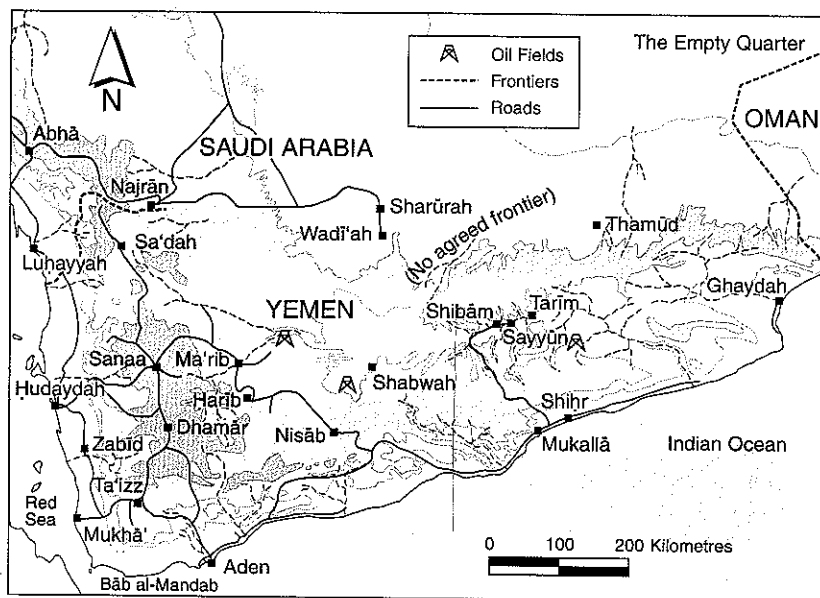 The Empty Quarter
Oil Fields
Frontiers
Roads
N
OMAN
Abhā
SAUDI ARABIA
Najrān
Sharūrah
Wadī'ah
(No agreed frontier)
Thamūd
Luhayyah
Sa'dah
Ghaydah
YEMEN
Shibām
Tarīm
Sayyūn
Sanaa
Ma'rib
Shabwah
Hudaydah
Harīb
Shihr
Dhamār
Nisāb
Mukallā
Indian Ocean
Zabīd
Ta'izz
Red
Sea
Mukhā'
0 100 200 Kilometres
Aden
Bāb al-Mandab